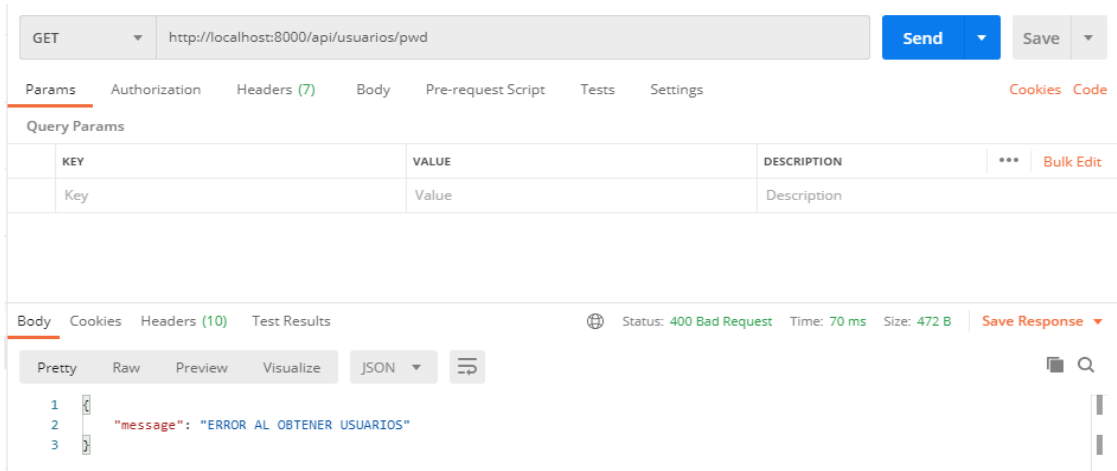 GET http://localhost:8000/api/usuarios/pwd Send Save
Params Authorization Headers (7) Body Pre-request Script Tests Settings Cookies Code
Query Params
KEY VALUE DESCRIPTION ••• Bulk Edit
Key Value Description
Body Cookies Headers (10) Test Results Status: 400 Bad Request Time: 70 ms Size: 472 B Save Response
Pretty Raw Preview Visualize JSON
1 {
2 "message": "ERROR AL OBTENER USUARIOS"
3 }